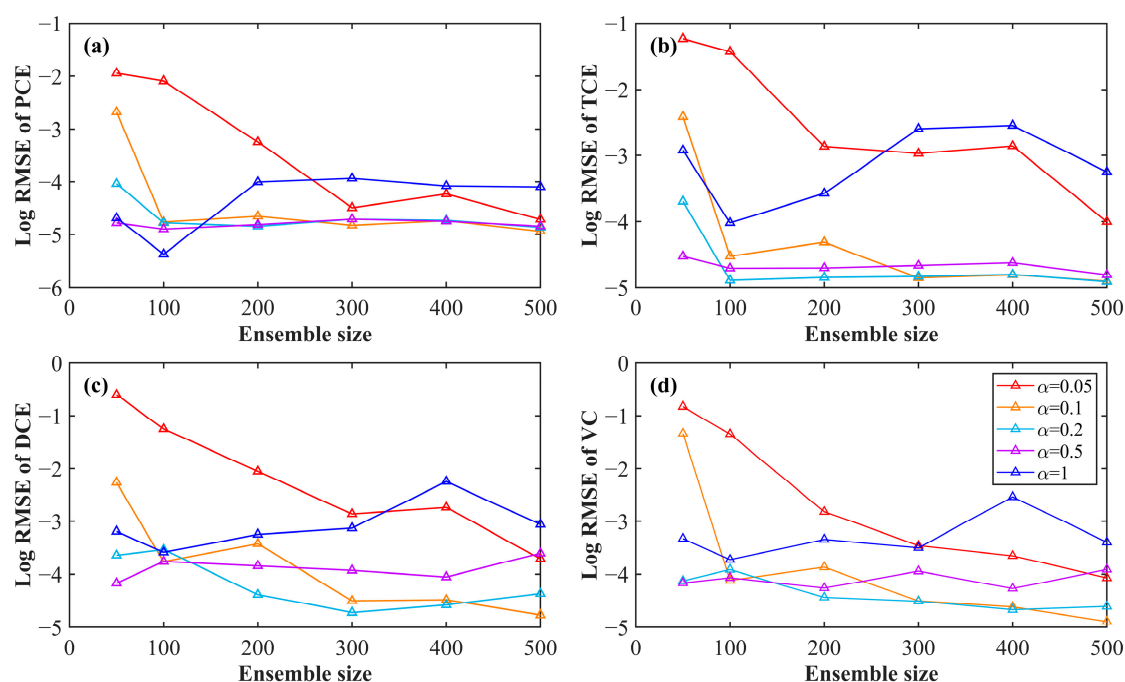 (a)
Log RMSE of PCE
−1
−2
−3
−4
−5
−6
0 100 200 300 400 500
Ensemble size
(b)
Log RMSE of TCE
−1
−2
−3
−4
−5
0 100 200 300 400 500
Ensemble size
(c)
Log RMSE of DCE
0
−1
−2
−3
−4
−5
0 100 200 300 400 500
Ensemble size
(d)
Log RMSE of VC
0
−1
−2
−3
−4
−5
0 100 200 300 400 500
Ensemble size
α=0.05
α=0.1
α=0.2
α=0.5
α=1